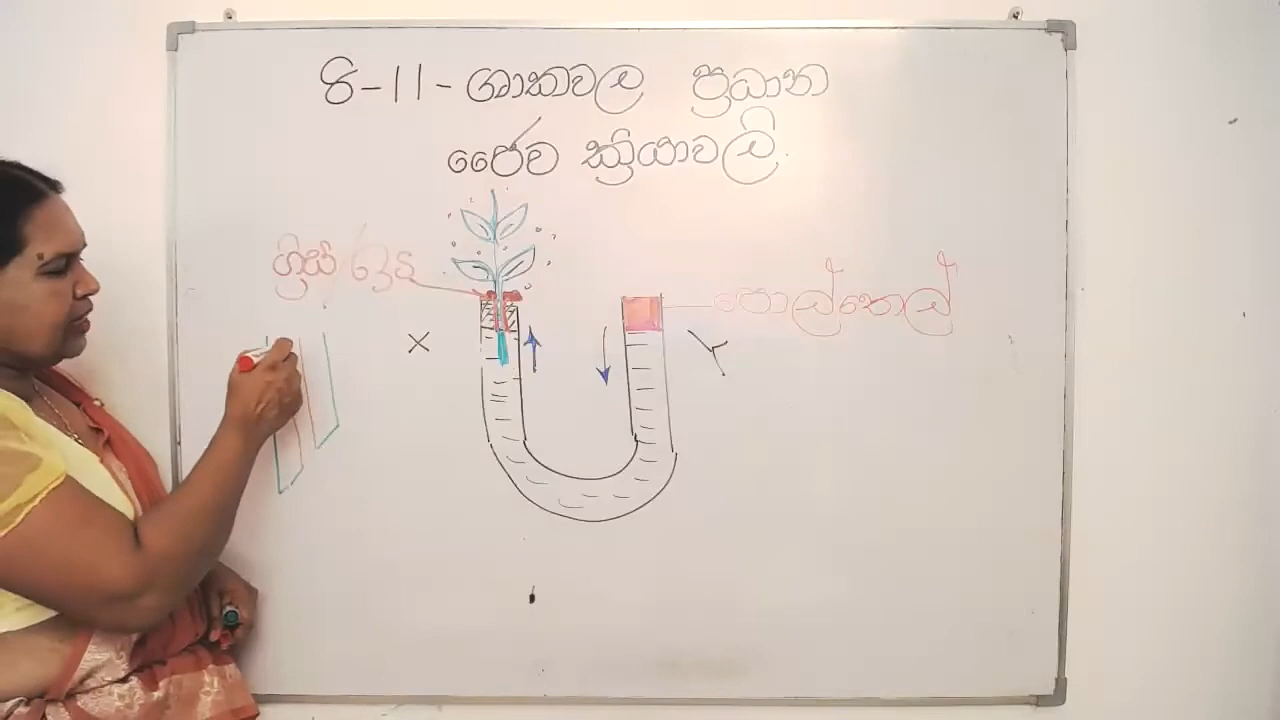 8-11- ශාකවල ප්‍රධාන
ජෛව ක්‍රියාවලි.
ග්‍රීස්
පොල්තෙල්
X
Y